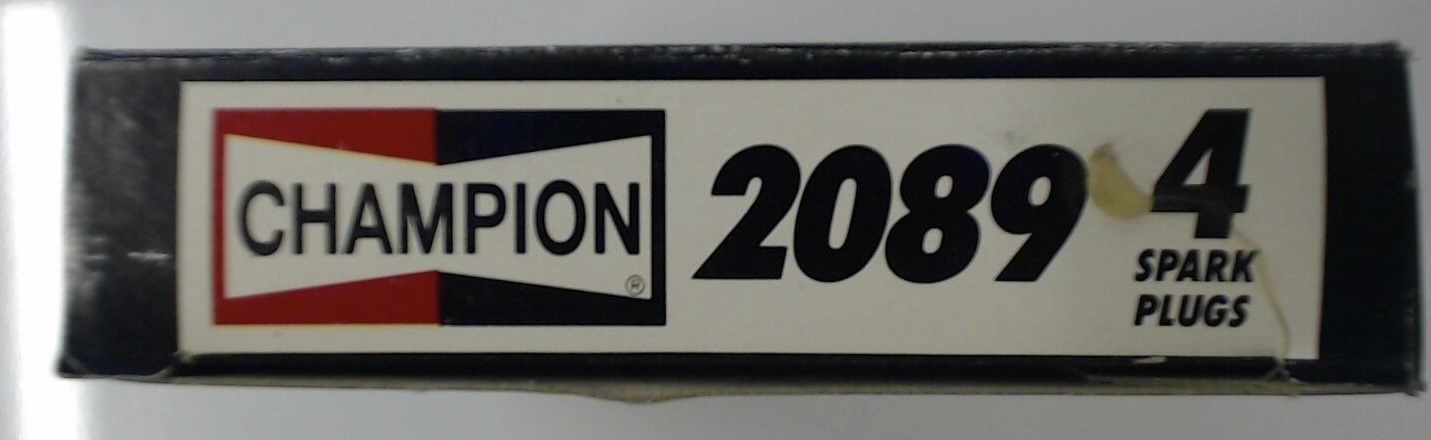 CHAMPION ®
2089
4
SPARK
PLUGS